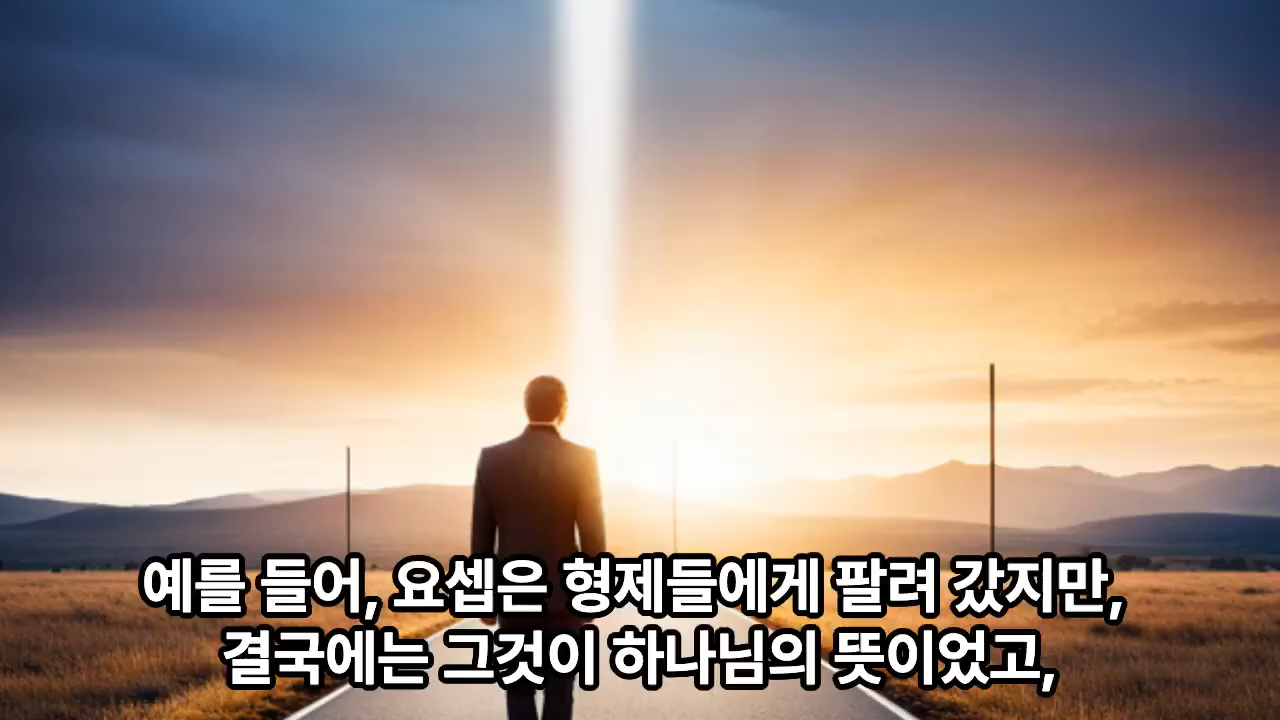 예를 들어, 요셉은 형제들에게 팔려 갔지만,
결국에는 그것이 하나님의 뜻이었고,